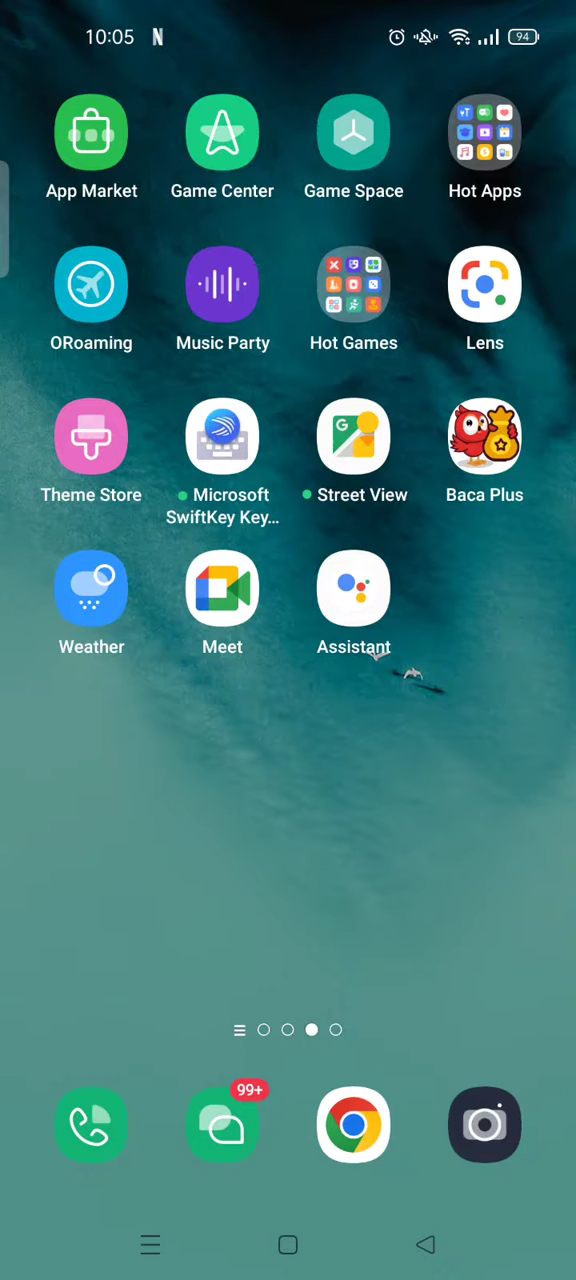 10:05 N 94
App Market Game Center Game Space Hot Apps
ORoaming Music Party Hot Games Lens
Theme Store Microsoft Street View Baca Plus
SwiftKey Key...
Weather Meet Assistant
99+